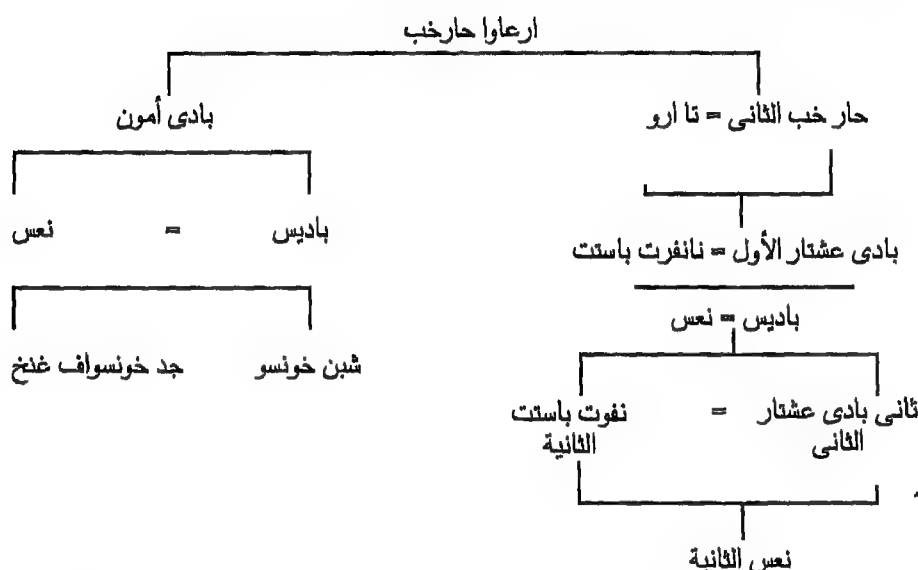 ارعاوا حارخب
حار خب الثانى = تا ارو
بادى أمون
بادى عشتار الأول = نانفرت باستت
باديس = نعس
باديس = نعس
شبن خونسو
جد خونسواف غنخ
ثانى بادى عشتار = نفوت باستت
الثانى
الثانية
نعس الثانية